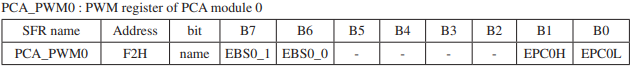 PCA_PWM0 : PWM register of PCA module 0
SFR name Address bit B7 B6 B5 B4 B3 B2 B1 B0
PCA_PWM0 F2H name EBS0_1 EBS0_0 - - - - EPC0H EPC0L